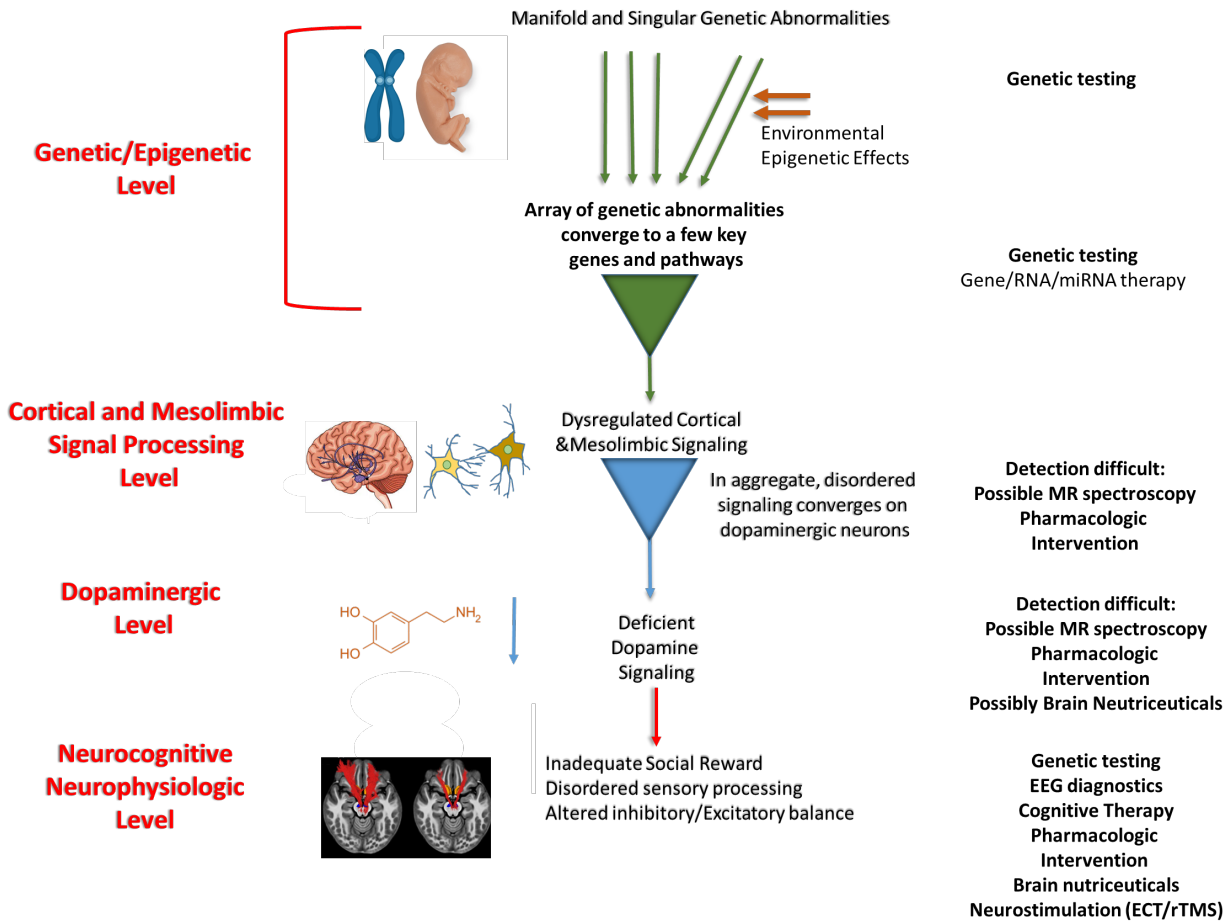 Manifold and Singular Genetic Abnormalities
Genetic testing
Environmental
Epigenetic Effects
Genetic/Epigenetic
Level
Array of genetic abnormalities
converge to a few key
genes and pathways
Genetic testing
Gene/RNA/miRNA therapy
Cortical and Mesolimbic
Signal Processing
Level
Dysregulated Cortical
&Mesolimbic Signaling
In aggregate, disordered
signaling converges on
dopaminergic neurons
Detection difficult:
Possible MR spectroscopy
Pharmacologic
Intervention
Dopaminergic
Level
HO
HO
NH2
Deficient
Dopamine
Signaling
Detection difficult:
Possible MR spectroscopy
Pharmacologic
Intervention
Possibly Brain Neutriceuticals
Neurocognitive
Neurophysiologic
Level
Inadequate Social Reward
Disordered sensory processing
Altered inhibitory/Excitatory balance
Genetic testing
EEG diagnostics
Cognitive Therapy
Pharmacologic
Intervention
Brain nutriceuticals
Neurostimulation (ECT/rTMS)